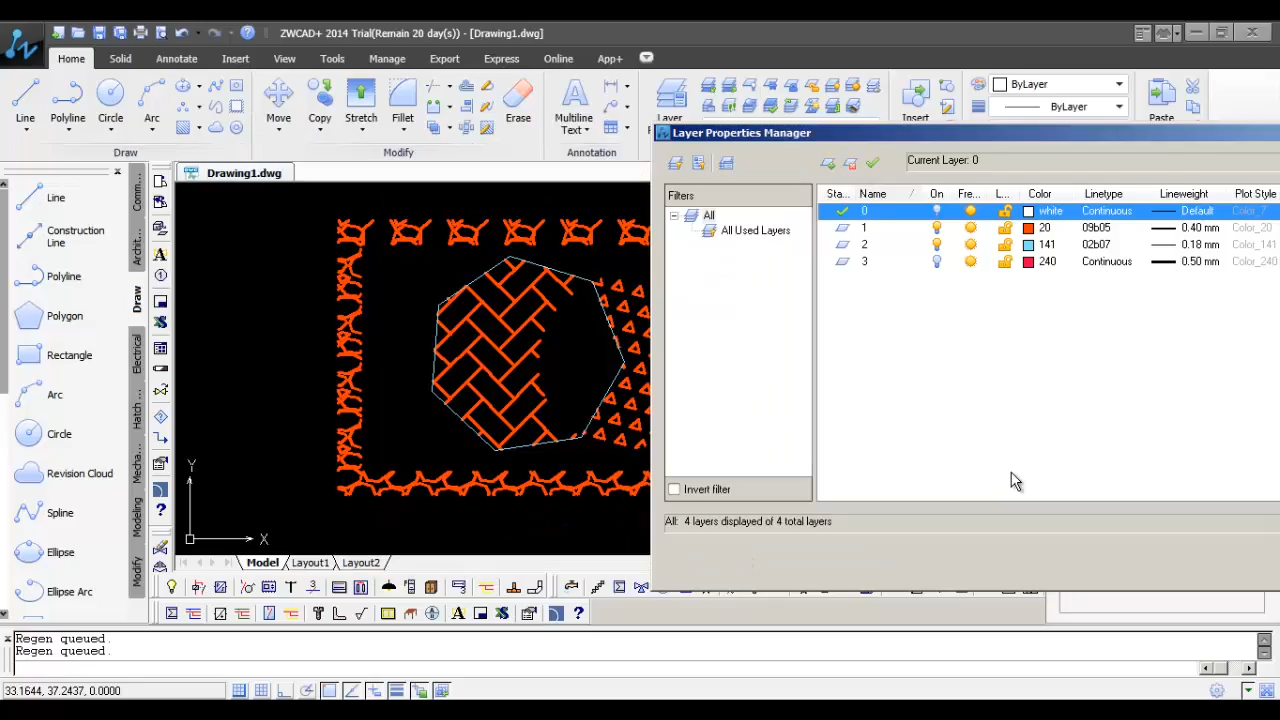 ZWCAD+ 2014 Trial(Remain 20 day(s)) - [Drawing1.dwg]
Home Solid Annotate Insert View Tools Manage Export Express Online App+
ByLayer
ByLayer
Line Polyline Circle Arc Move Copy Stretch Fillet Erase Multiline Text Layer Insert Paste
Draw Modify Annotation
Drawing1.dwg
Layer Properties Manager
Current Layer: 0
Filters
All
All Used Layers
Invert filter
Sta... Name On Fre... L... Color Linetype Lineweight Plot Style
0 white Continuous Default Color_7
1 20 09b05 0.40 mm Color_20
2 141 02b07 0.18 mm Color_141
3 240 Continuous 0.50 mm Color_240
All: 4 layers displayed of 4 total layers
Line
Construction
Line
Polyline
Polygon
Rectangle
Arc
Circle
Revision Cloud
Spline
Ellipse
Ellipse Arc
Comm...
Archit...
Draw
Electrical
Hatch ...
Mecha...
Modeling
Modify
Y
X
Model Layout1 Layout2
Regen queued.
Regen queued.
33.1644, 37.2437, 0.0000